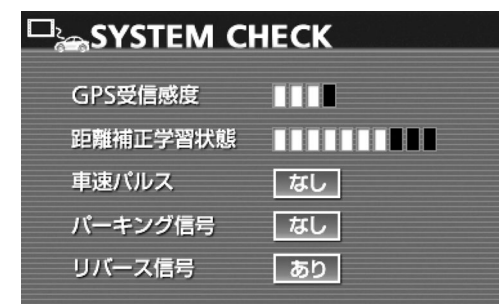 SYSTEM CHECK
GPS受信感度
距離補正学習状態
車速パルス なし
パーキング信号 なし
リバース信号 あり